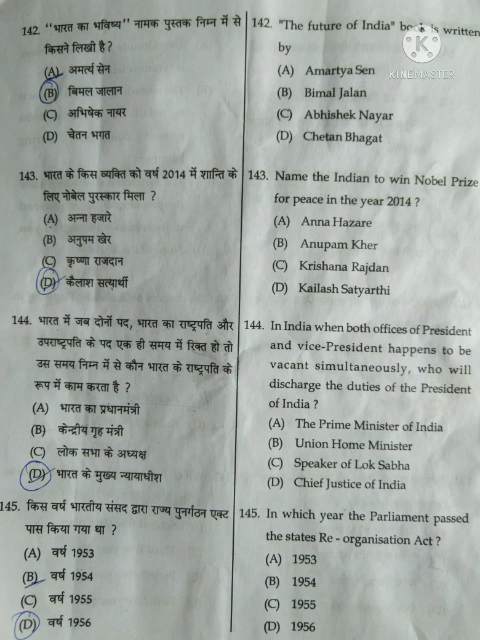 142. "भारत का भविष्य" नामक पुस्तक निम्न में से
किसने लिखी है ?
(A) अमर्त्य सेन
(B) बिमल जालान
(C) अभिषेक नायर
(D) चेतन भगत
143. भारत के किस व्यक्ति को वर्ष 2014 में शान्ति के
लिए नोबेल पुरस्कार मिला ?
(A) अन्ना हजारे
(B) अनुपम खेर
(C) कृष्णा राजदान
(D) कैलाश सत्यार्थी
144. भारत में जब दोनों पद, भारत का राष्ट्रपति और
उपराष्ट्रपति के पद एक ही समय में रिक्त हो तो
उस समय निम्न में से कौन भारत के राष्ट्रपति के
रूप में काम करता है ?
(A) भारत का प्रधानमंत्री
(B) केन्द्रीय गृह मंत्री
(C) लोक सभा के अध्यक्ष
(D) भारत के मुख्य न्यायाधीश
145. किस वर्ष भारतीय संसद द्वारा राज्य पुनर्गठन एक्ट
पास किया गया था ?
(A) वर्ष 1953
(B) वर्ष 1954
(C) वर्ष 1955
(D) वर्ष 1956
142. "The future of India" book is written
by
(A) Amartya Sen
(B) Bimal Jalan
(C) Abhishek Nayar
(D) Chetan Bhagat
143. Name the Indian to win Nobel Prize
for peace in the year 2014 ?
(A) Anna Hazare
(B) Anupam Kher
(C) Krishana Rajdan
(D) Kailash Satyarthi
144. In India when both offices of President
and vice-President happens to be
vacant simultaneously, who will
discharge the duties of the President
of India ?
(A) The Prime Minister of India
(B) Union Home Minister
(C) Speaker of Lok Sabha
(D) Chief Justice of India
145. In which year the Parliament passed
the states Re - organisation Act ?
(A) 1953
(B) 1954
(C) 1955
(D) 1956
KINEMASTER